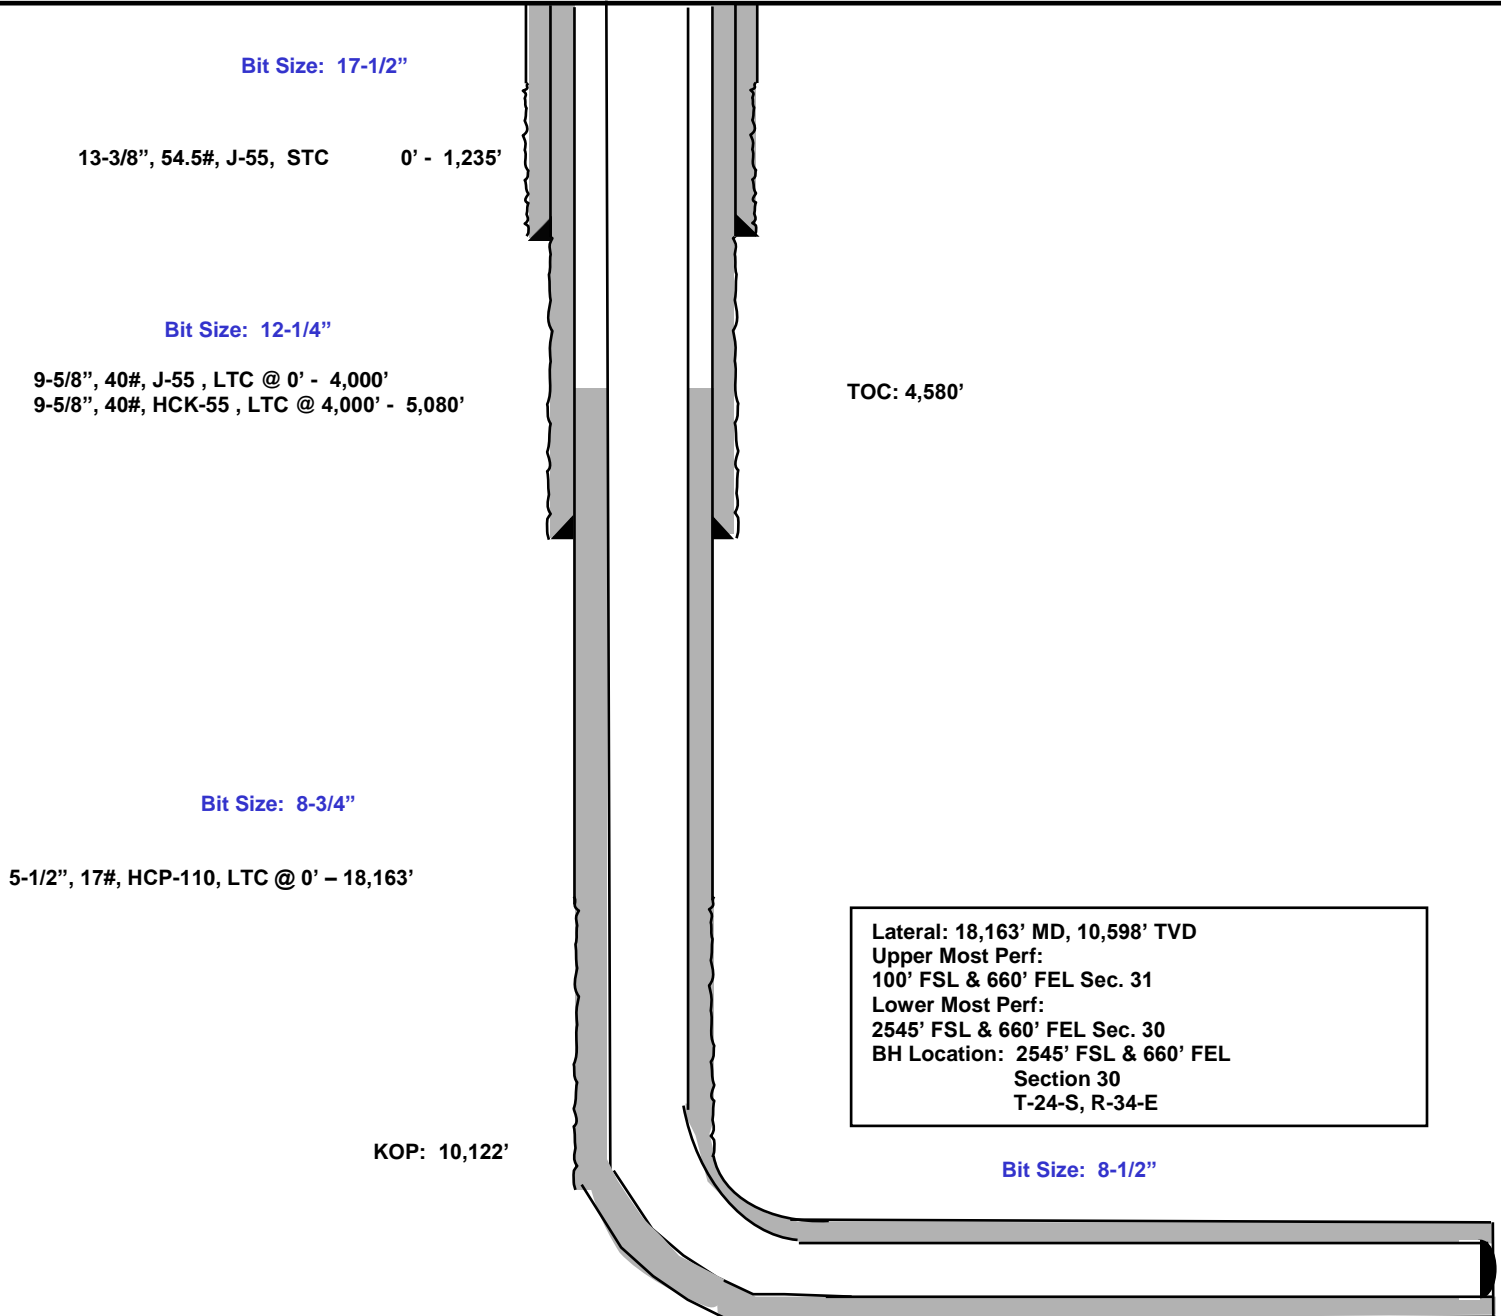 Bit Size: 17-1/2”
13-3/8”, 54.5#, J-55, STC 0’ - 1,235’
Bit Size: 12-1/4”
9-5/8”, 40#, J-55 , LTC @ 0’ - 4,000’
9-5/8”, 40#, HCK-55 , LTC @ 4,000’ - 5,080’
TOC: 4,580’
Bit Size: 8-3/4”
5-1/2”, 17#, HCP-110, LTC @ 0’ – 18,163’
Lateral: 18,163’ MD, 10,598’ TVD
Upper Most Perf:
100’ FSL & 660’ FEL Sec. 31
Lower Most Perf:
2545’ FSL & 660’ FEL Sec. 30
BH Location: 2545’ FSL & 660’ FEL
Section 30
T-24-S, R-34-E
KOP: 10,122’
Bit Size: 8-1/2”